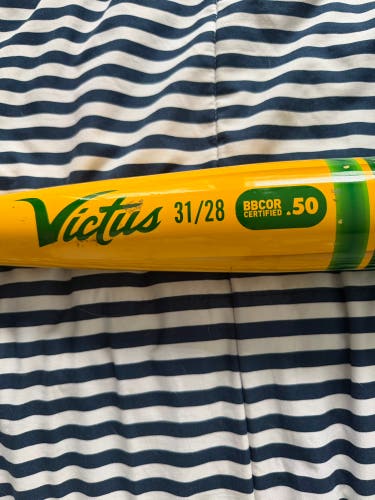 Victus 31/28 BBCOR CERTIFIED .50